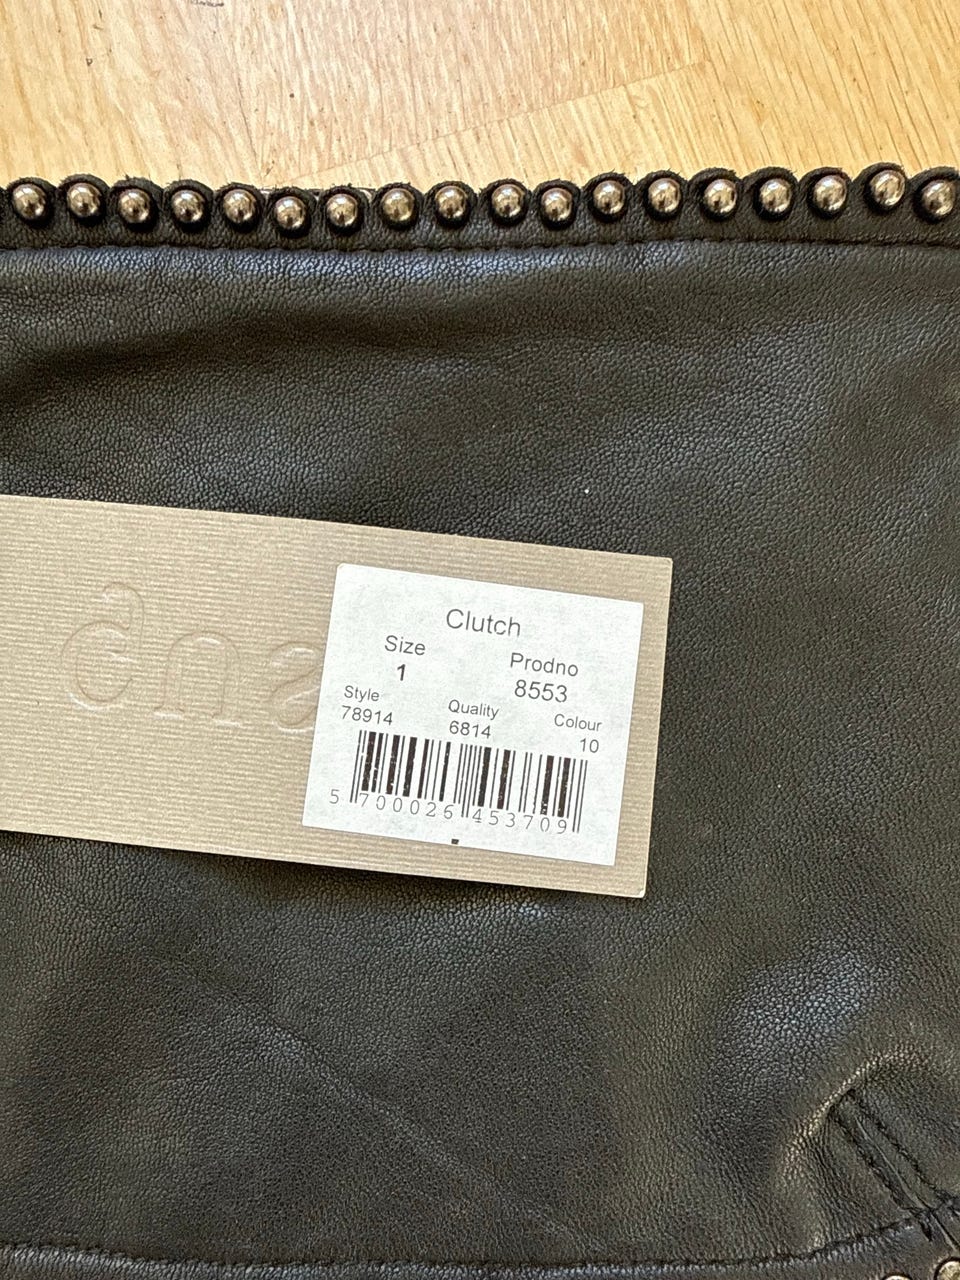 Clutch
Size Prodno
1 8553
Style Quality Colour
78914 6814 10
5 700026 453709